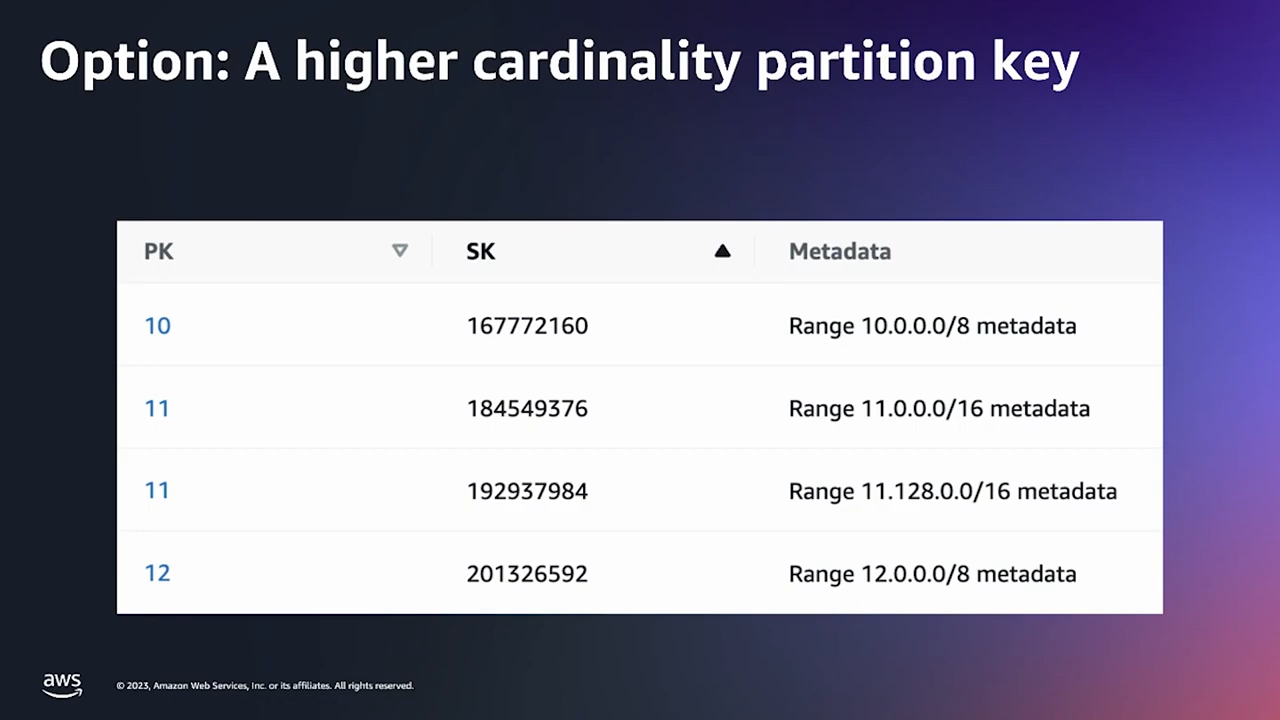 Option: A higher cardinality partition key
PK SK Metadata
10 167772160 Range 10.0.0.0/8 metadata
11 184549376 Range 11.0.0.0/16 metadata
11 192937984 Range 11.128.0.0/16 metadata
12 201326592 Range 12.0.0.0/8 metadata
aws © 2023, Amazon Web Services, Inc. or its affiliates. All rights reserved.